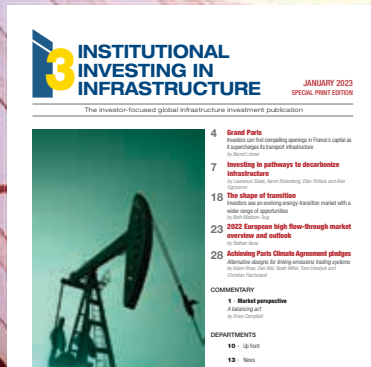 i3
INSTITUTIONAL
INVESTING IN
INFRASTRUCTURE
JANUARY 2023
SPECIAL PRINT EDITION
The investor-focused global infrastructure investment publication
4 Grand Paris
Investors can find compelling openings in France's capital as
it supercharges its transport infrastructure
by Bernd Löwen
7 Investing in pathways to decarbonize
infrastructure
by Lawrence Slade, Aaron Bielenberg, Elise Pollack and Alex
18 The shape of transition
Investors see an evolving energy-transition market with a
wider range of opportunities
by Beth Mattson-Teig
23 2022 European high flow-through market
overview and outlook
by Nathan Kane
28 Achieving Paris Climate Agreement pledges
Alternative designs for linking emissions trading systems
by Adam Rose, Dan Wei, Noah Miller, Toon Vandyck and
Christian Flachsland
COMMENTARY
1 · Market perspective
A balancing act
by Drew Campbell
DEPARTMENTS
10 · Up front
13 · News